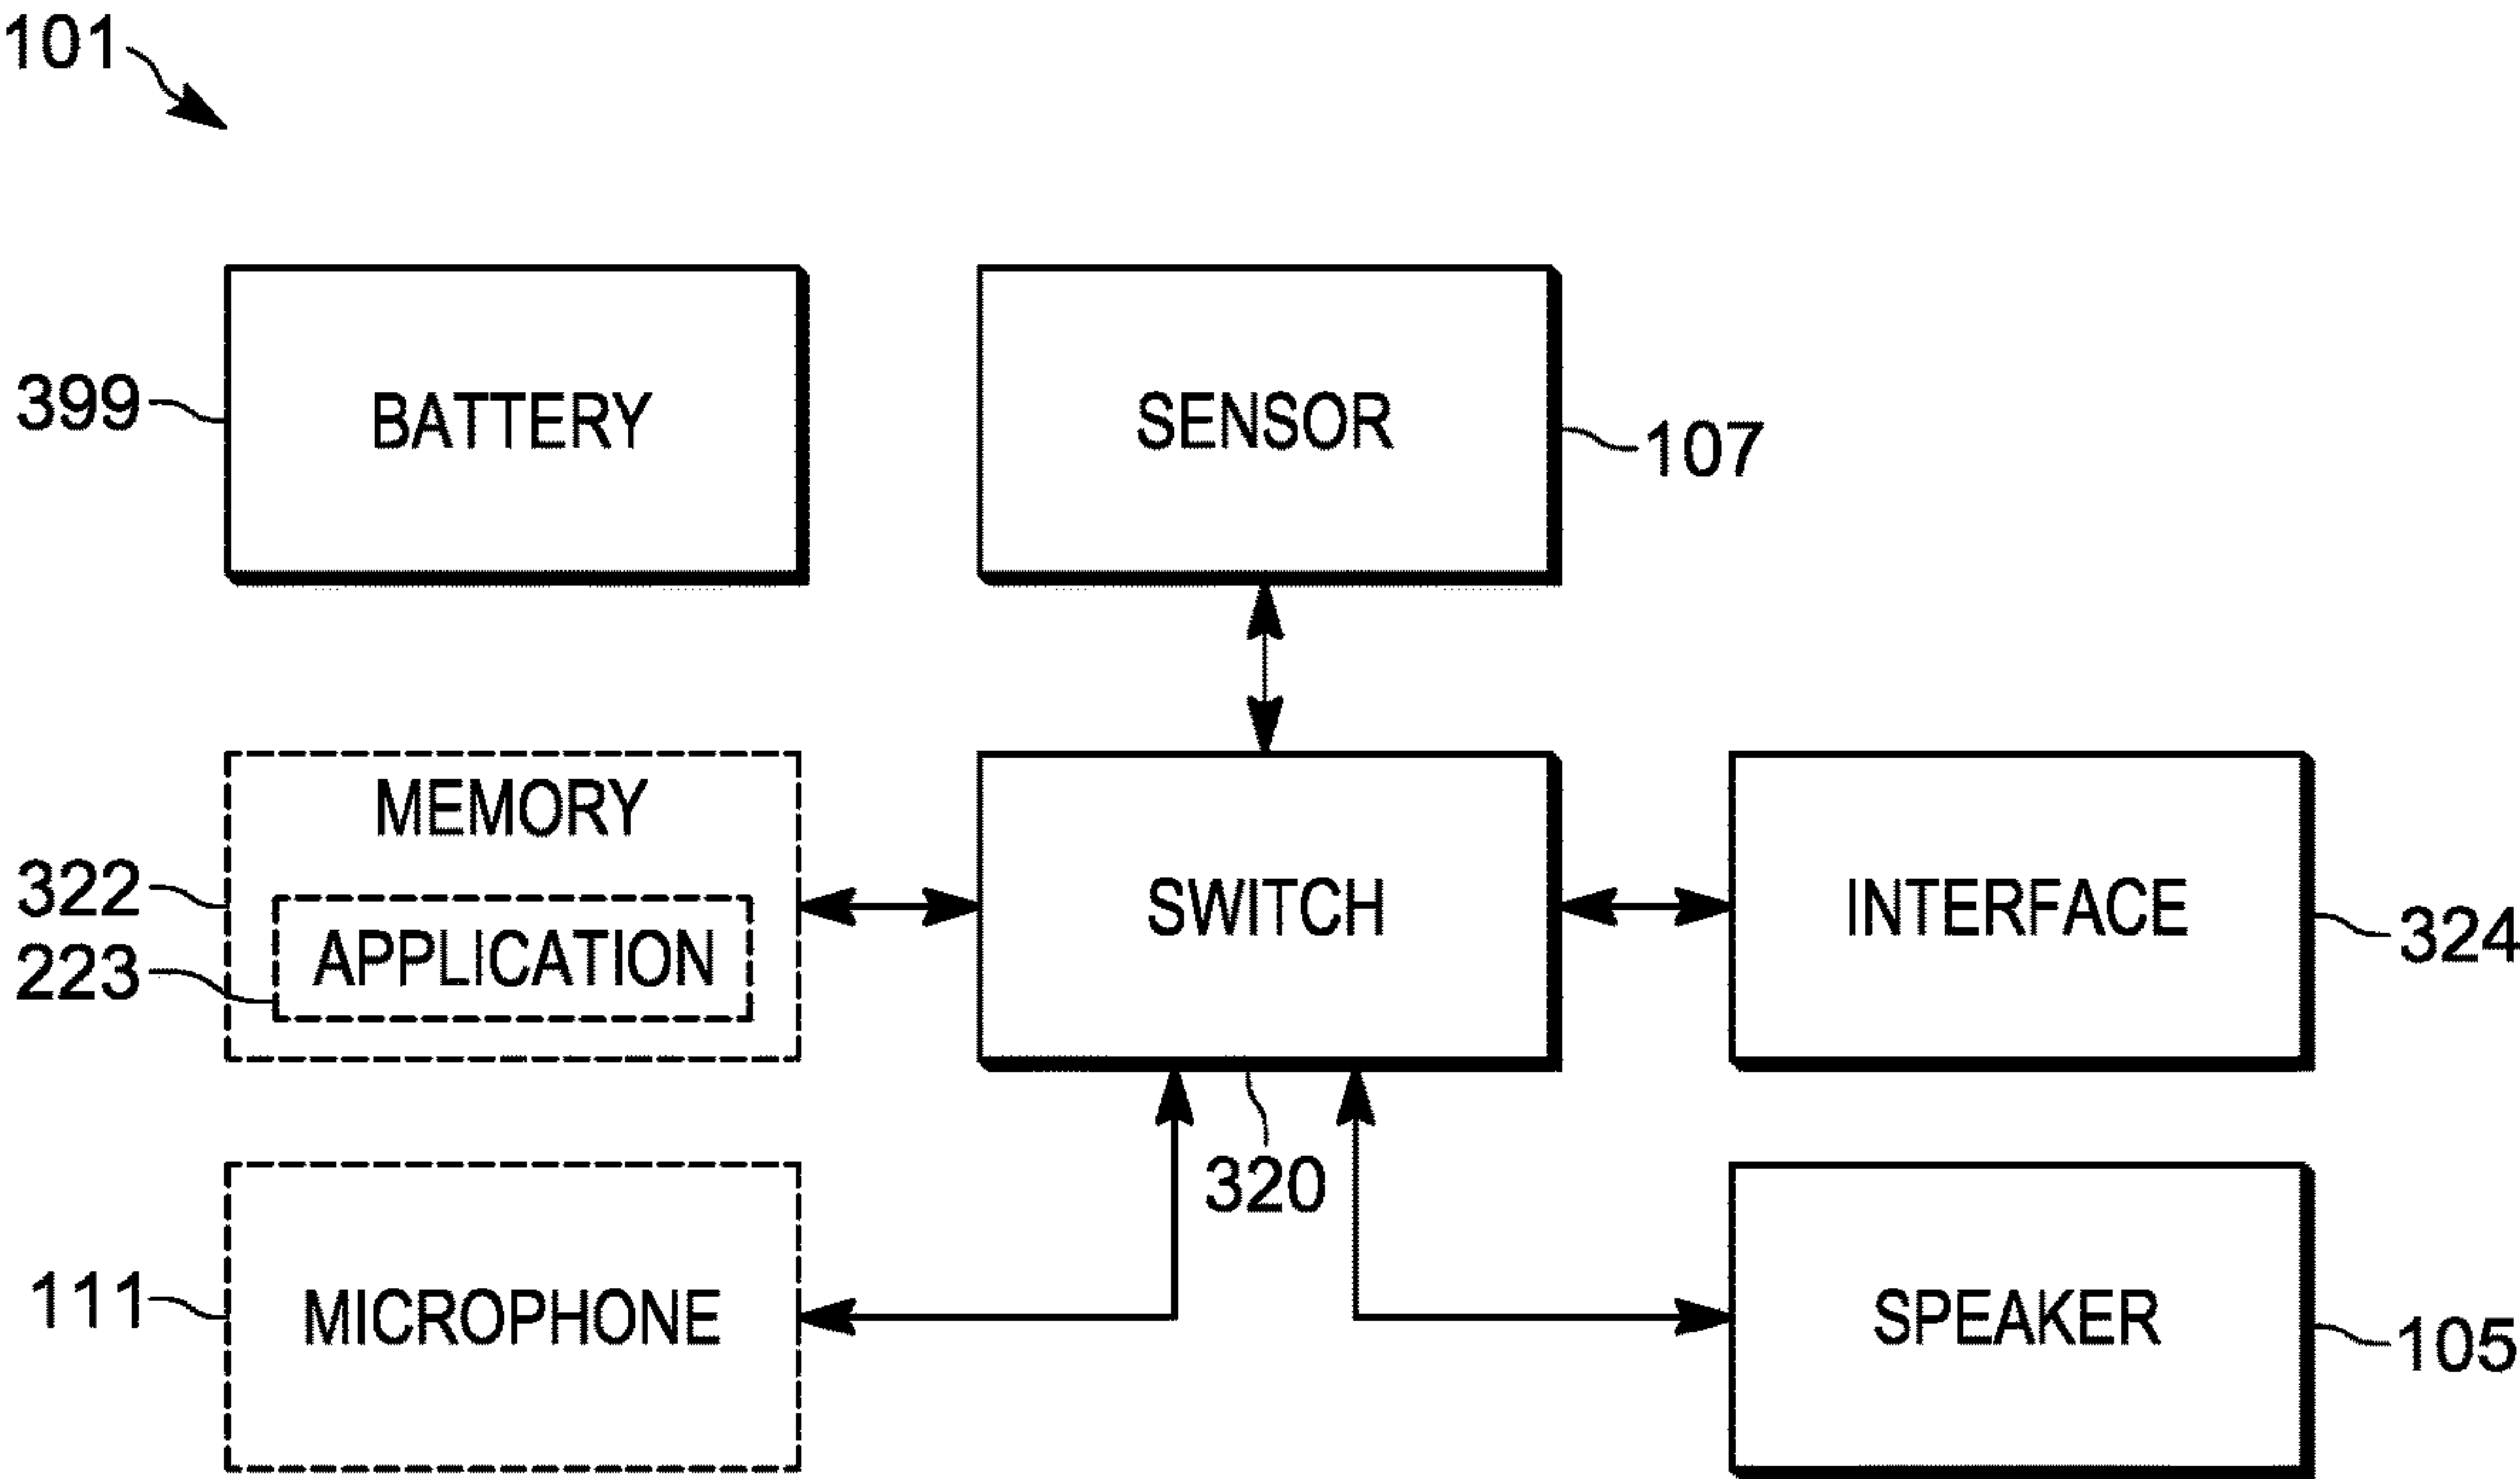 101
399
BATTERY
SENSOR
107
MEMORY
322
223
APPLICATION
SWITCH
INTERFACE
324
320
111
MICROPHONE
SPEAKER
105